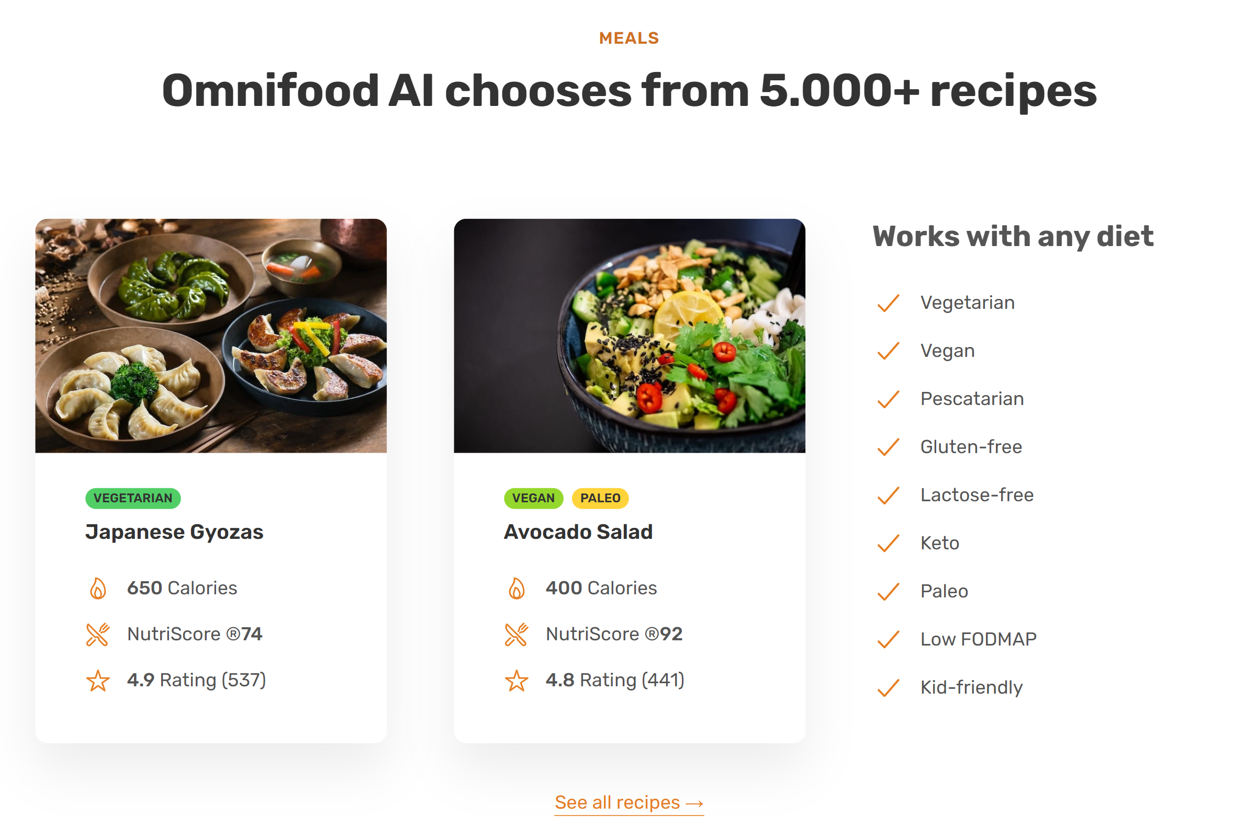 MEALS
Omnifood AI chooses from 5.000+ recipes
VEGETARIAN
Japanese Gyozas
650 Calories
NutriScore ®74
4.9 Rating (537)
VEGAN PALEO
Avocado Salad
400 Calories
NutriScore ®92
4.8 Rating (441)
Works with any diet
Vegetarian
Vegan
Pescatarian
Gluten-free
Lactose-free
Keto
Paleo
Low FODMAP
Kid-friendly
See all recipes →